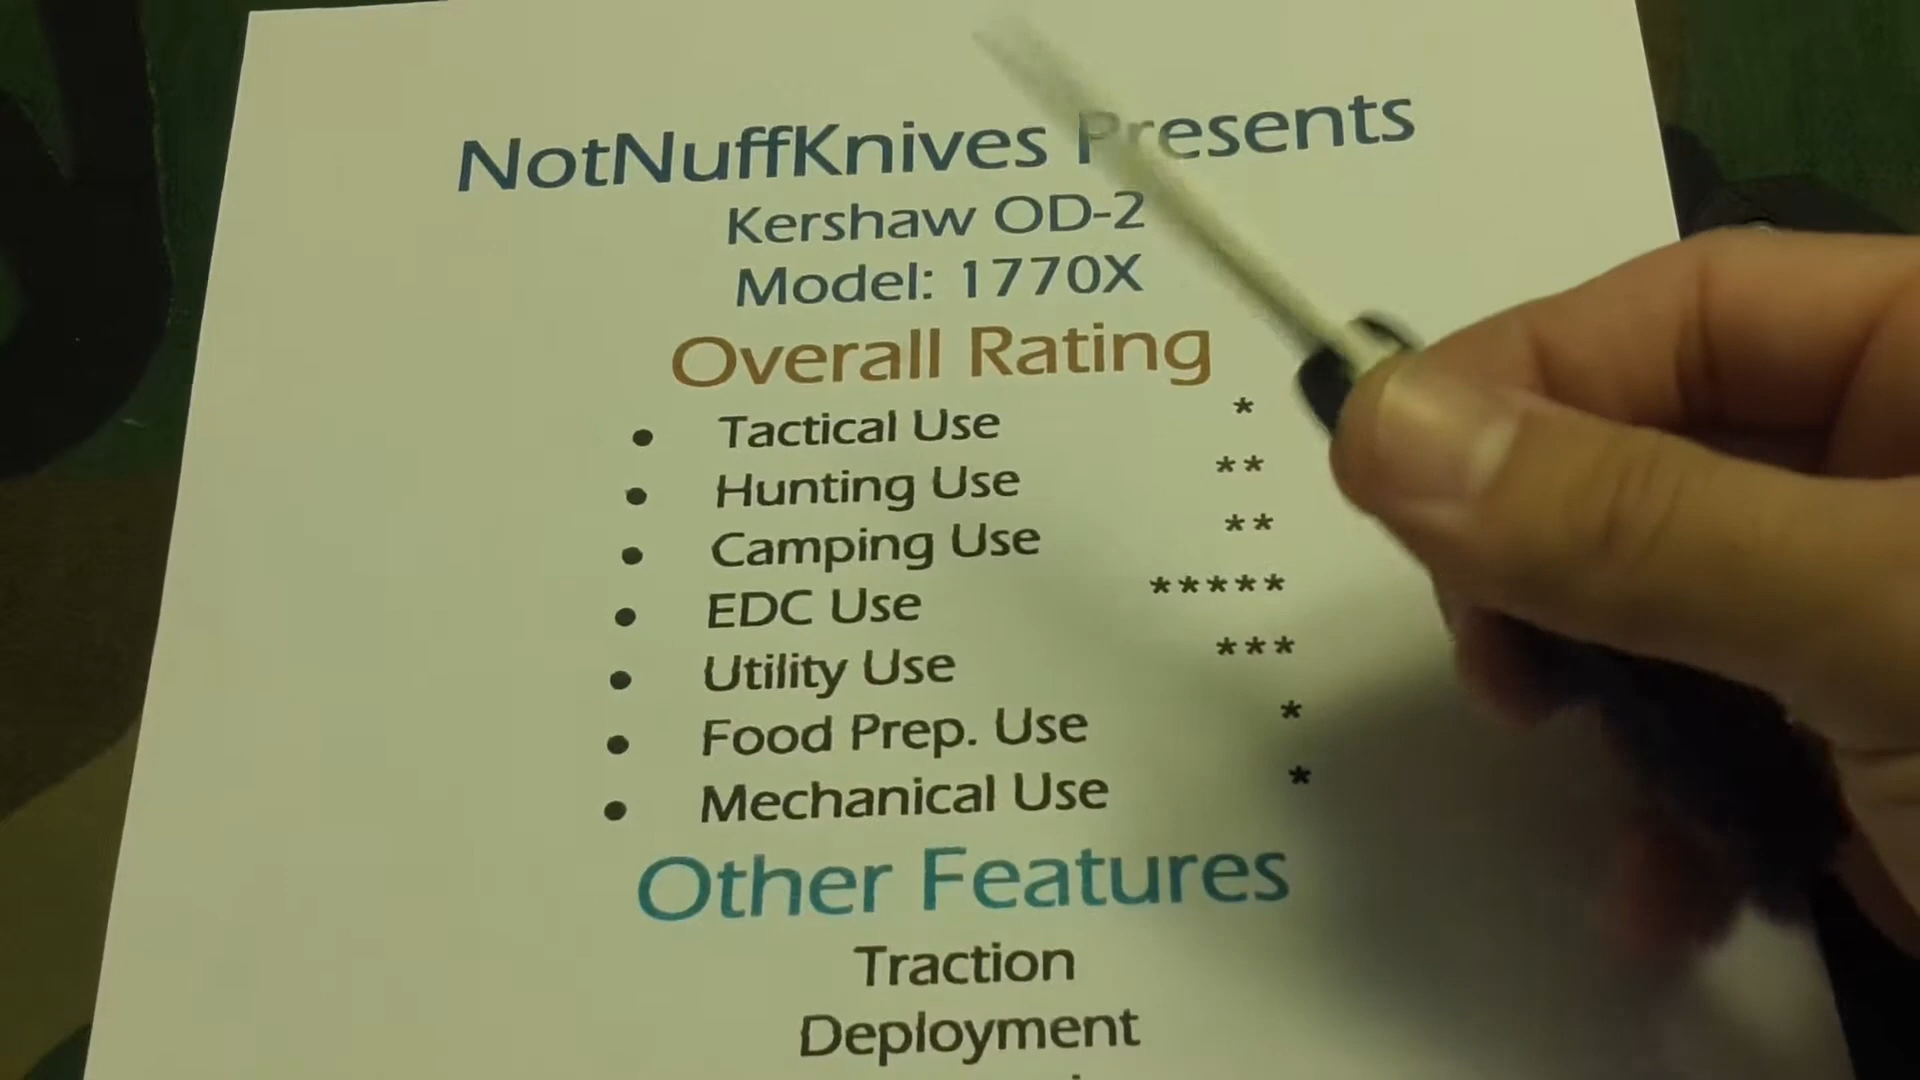 NotNuffKnives Presents
Kershaw OD-2
Model: 1770X
Overall Rating
• Tactical Use *
• Hunting Use **
• Camping Use **
• EDC Use *****
• Utility Use ***
• Food Prep. Use *
• Mechanical Use *
Other Features
Traction
Deployment